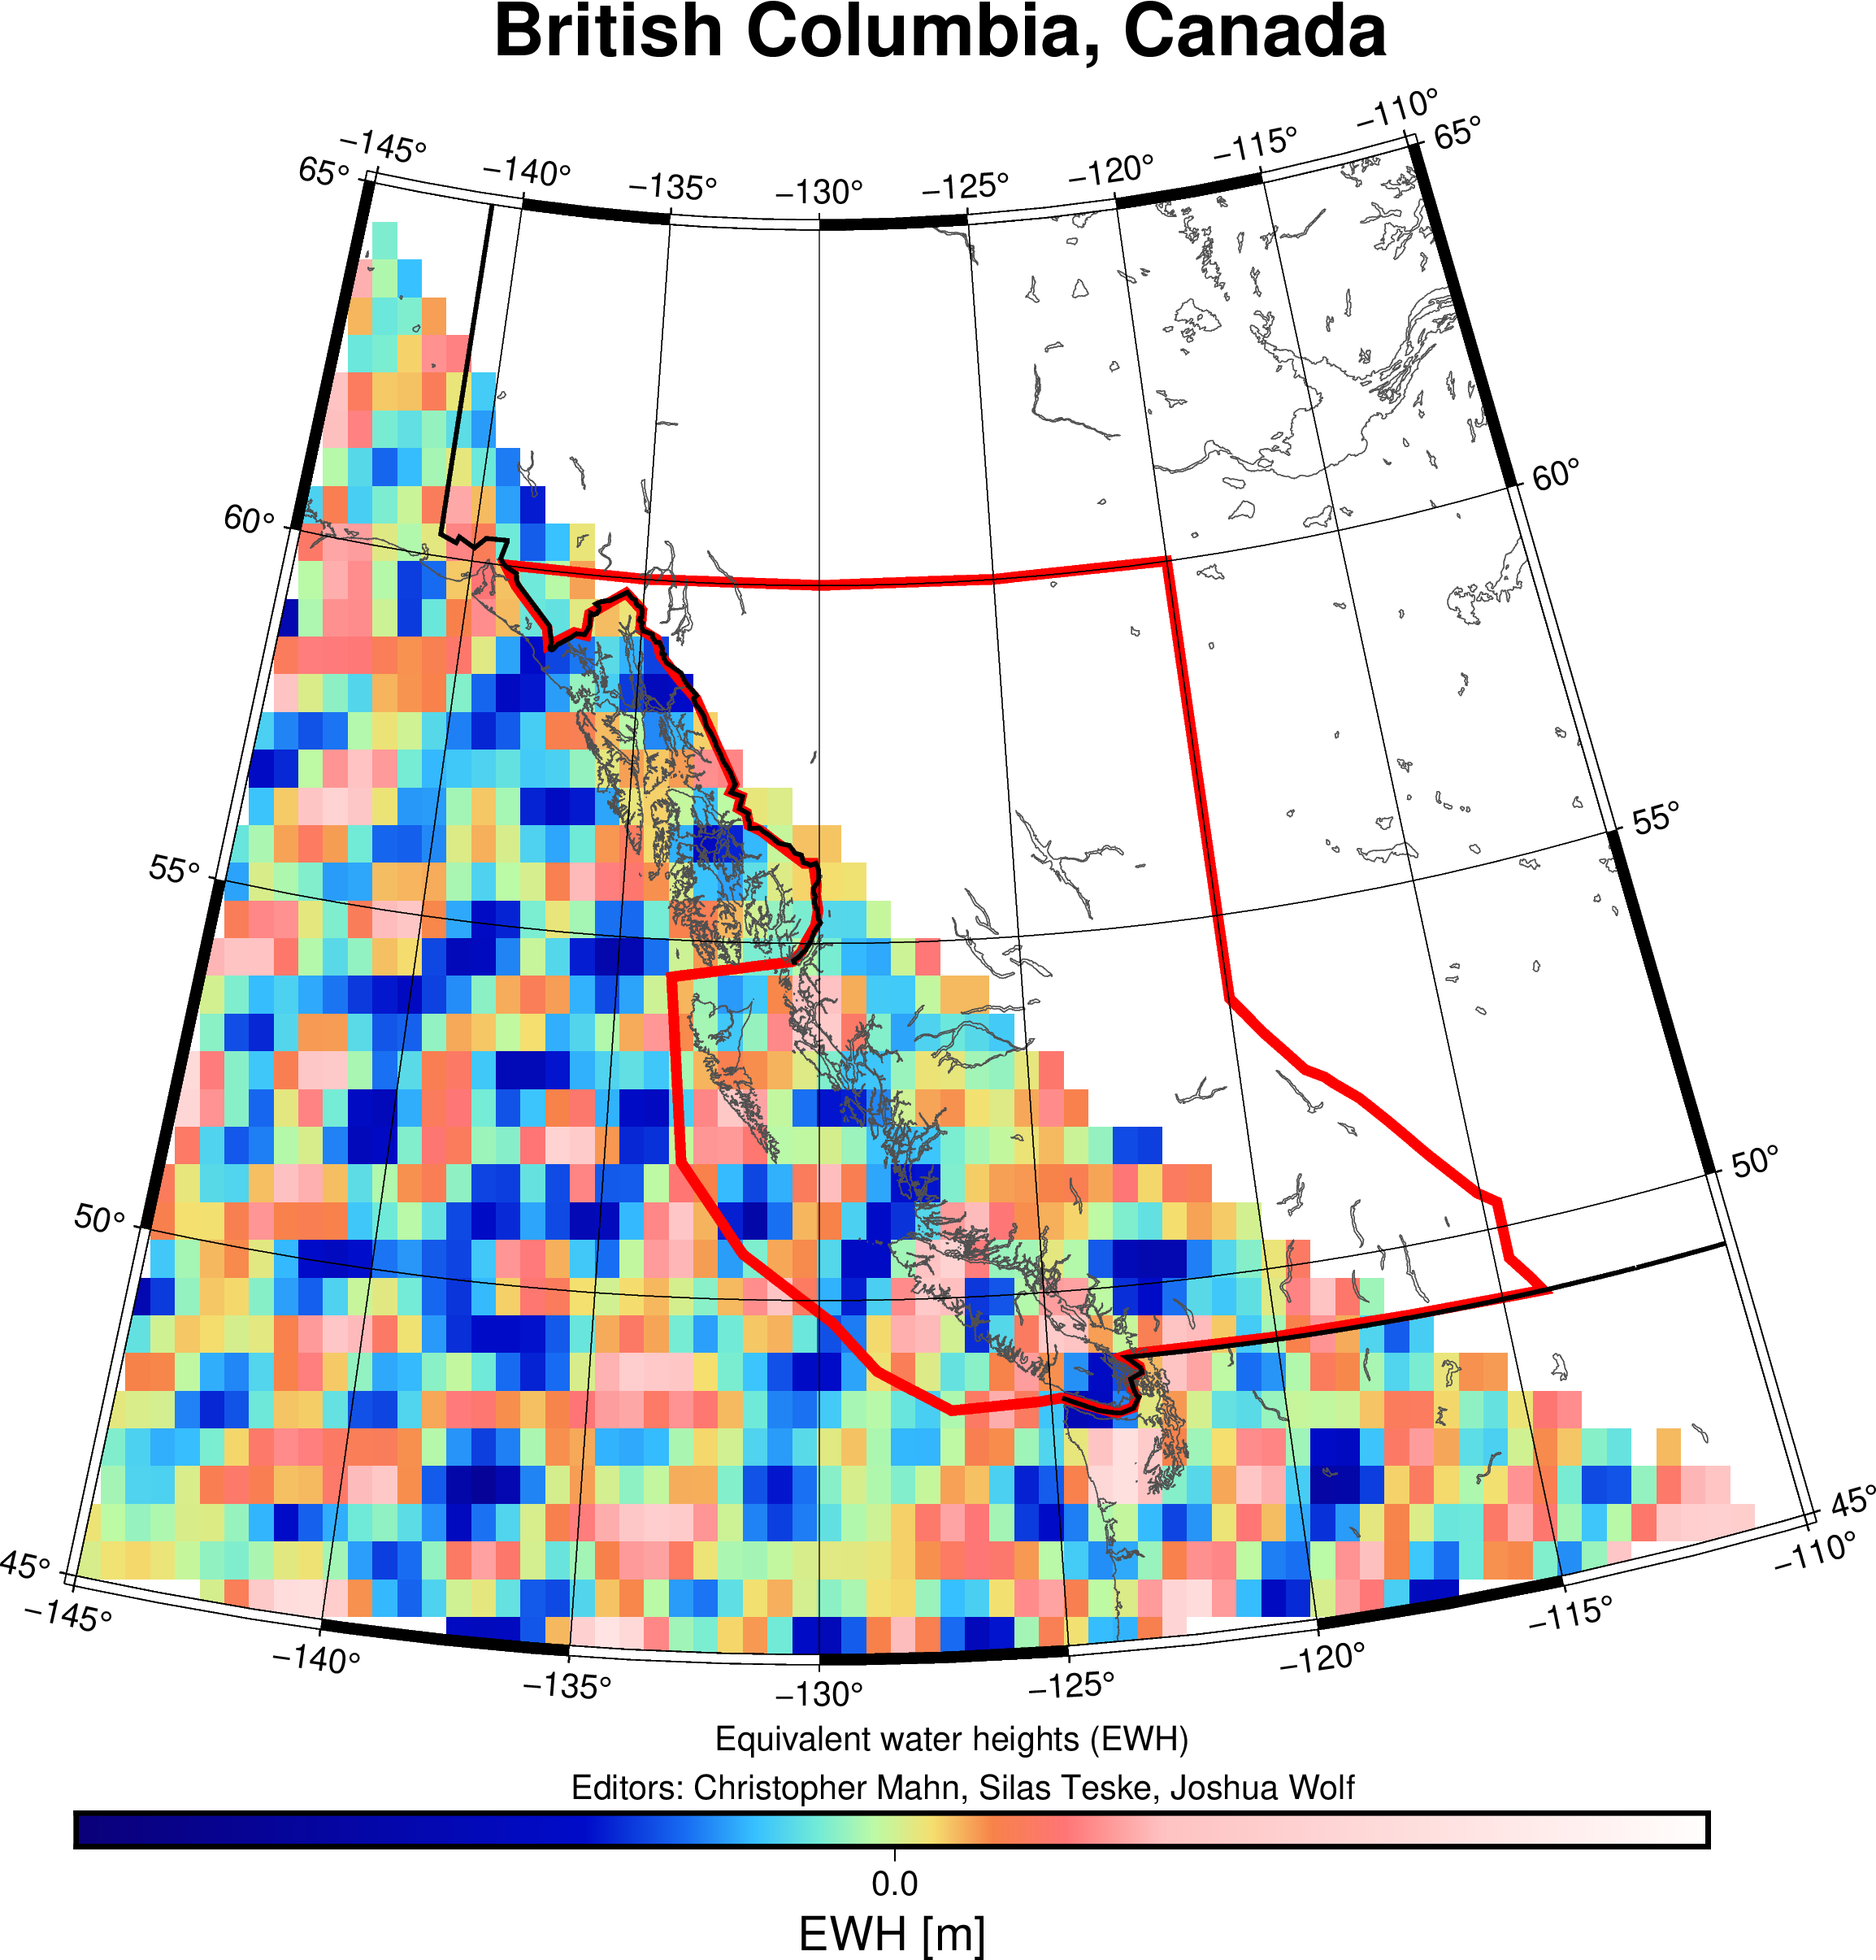 British Columbia, Canada
−145° −140° −135° −130° −125° −120° −115° −110°
65° 65°
60° 60°
55° 55°
50° 50°
45° 45°
−145° −140° −135° −130° −125° −120° −115° −110°
Equivalent water heights (EWH)
Editors: Christopher Mahn, Silas Teske, Joshua Wolf
0.0
EWH [m]